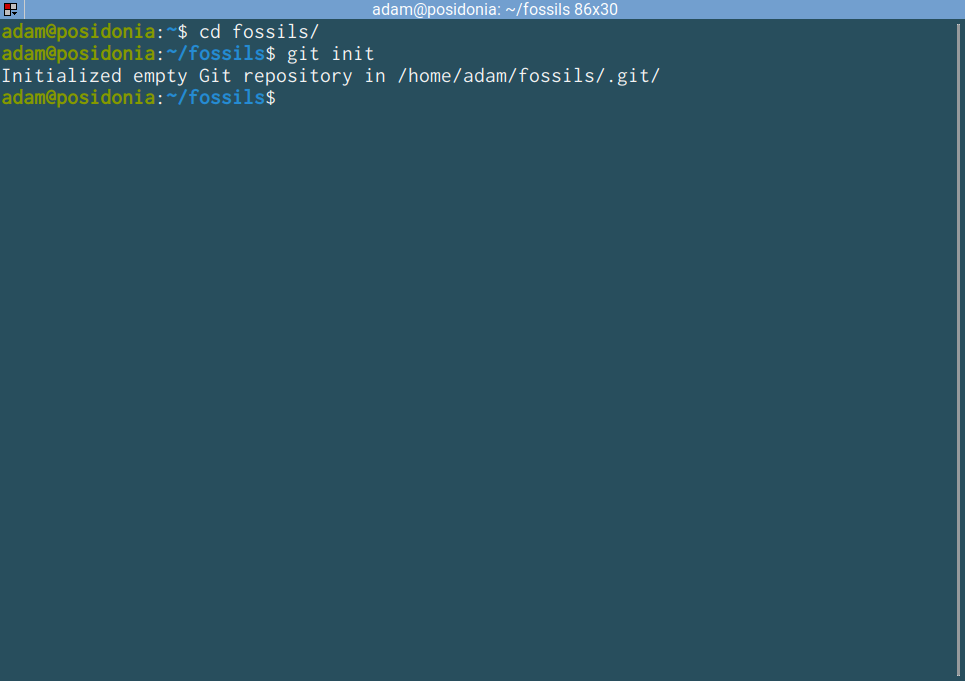 adam@posidonia: ~/fossils 86x30
adam@posidonia:~$ cd fossils/
adam@posidonia:~/fossils$ git init
Initialized empty Git repository in /home/adam/fossils/.git/
adam@posidonia:~/fossils$